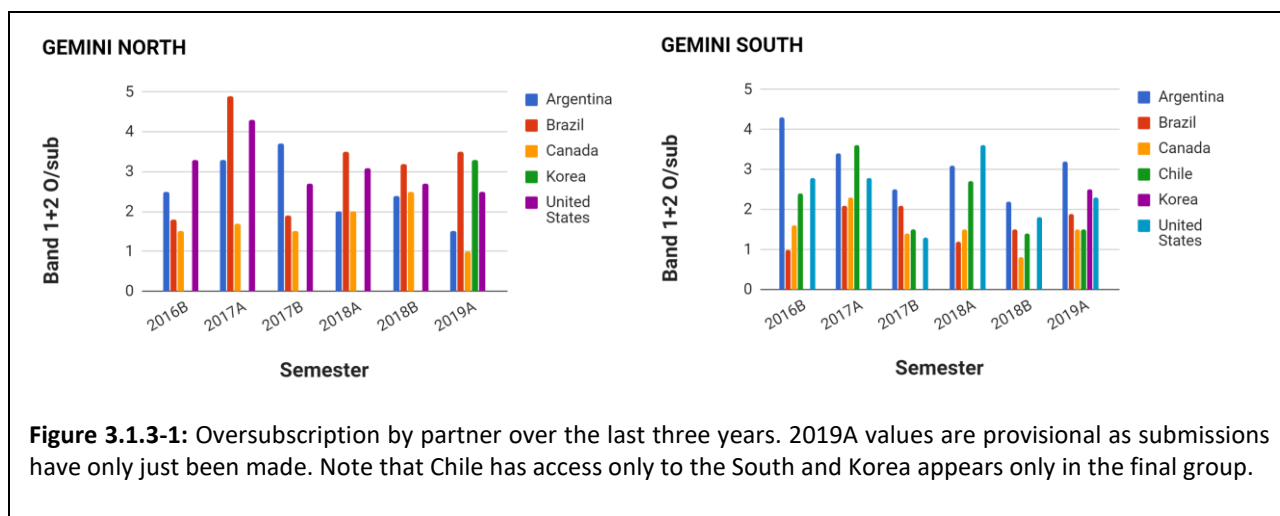 GEMINI NORTH
Band 1+2 O/sub
5
4
3
2
1
0
2016B
2017A
2017B
2018A
2018B
2019A
Semester
Argentina
Brazil
Canada
Korea
United
States
GEMINI SOUTH
Band 1+2 O/sub
5
4
3
2
1
0
2016B
2017A
2017B
2018A
2018B
2019A
Semester
Argentina
Brazil
Canada
Chile
Korea
United
States
Figure 3.1.3-1: Oversubscription by partner over the last three years. 2019A values are provisional as submissions
have only just been made. Note that Chile has access only to the South and Korea appears only in the final group.